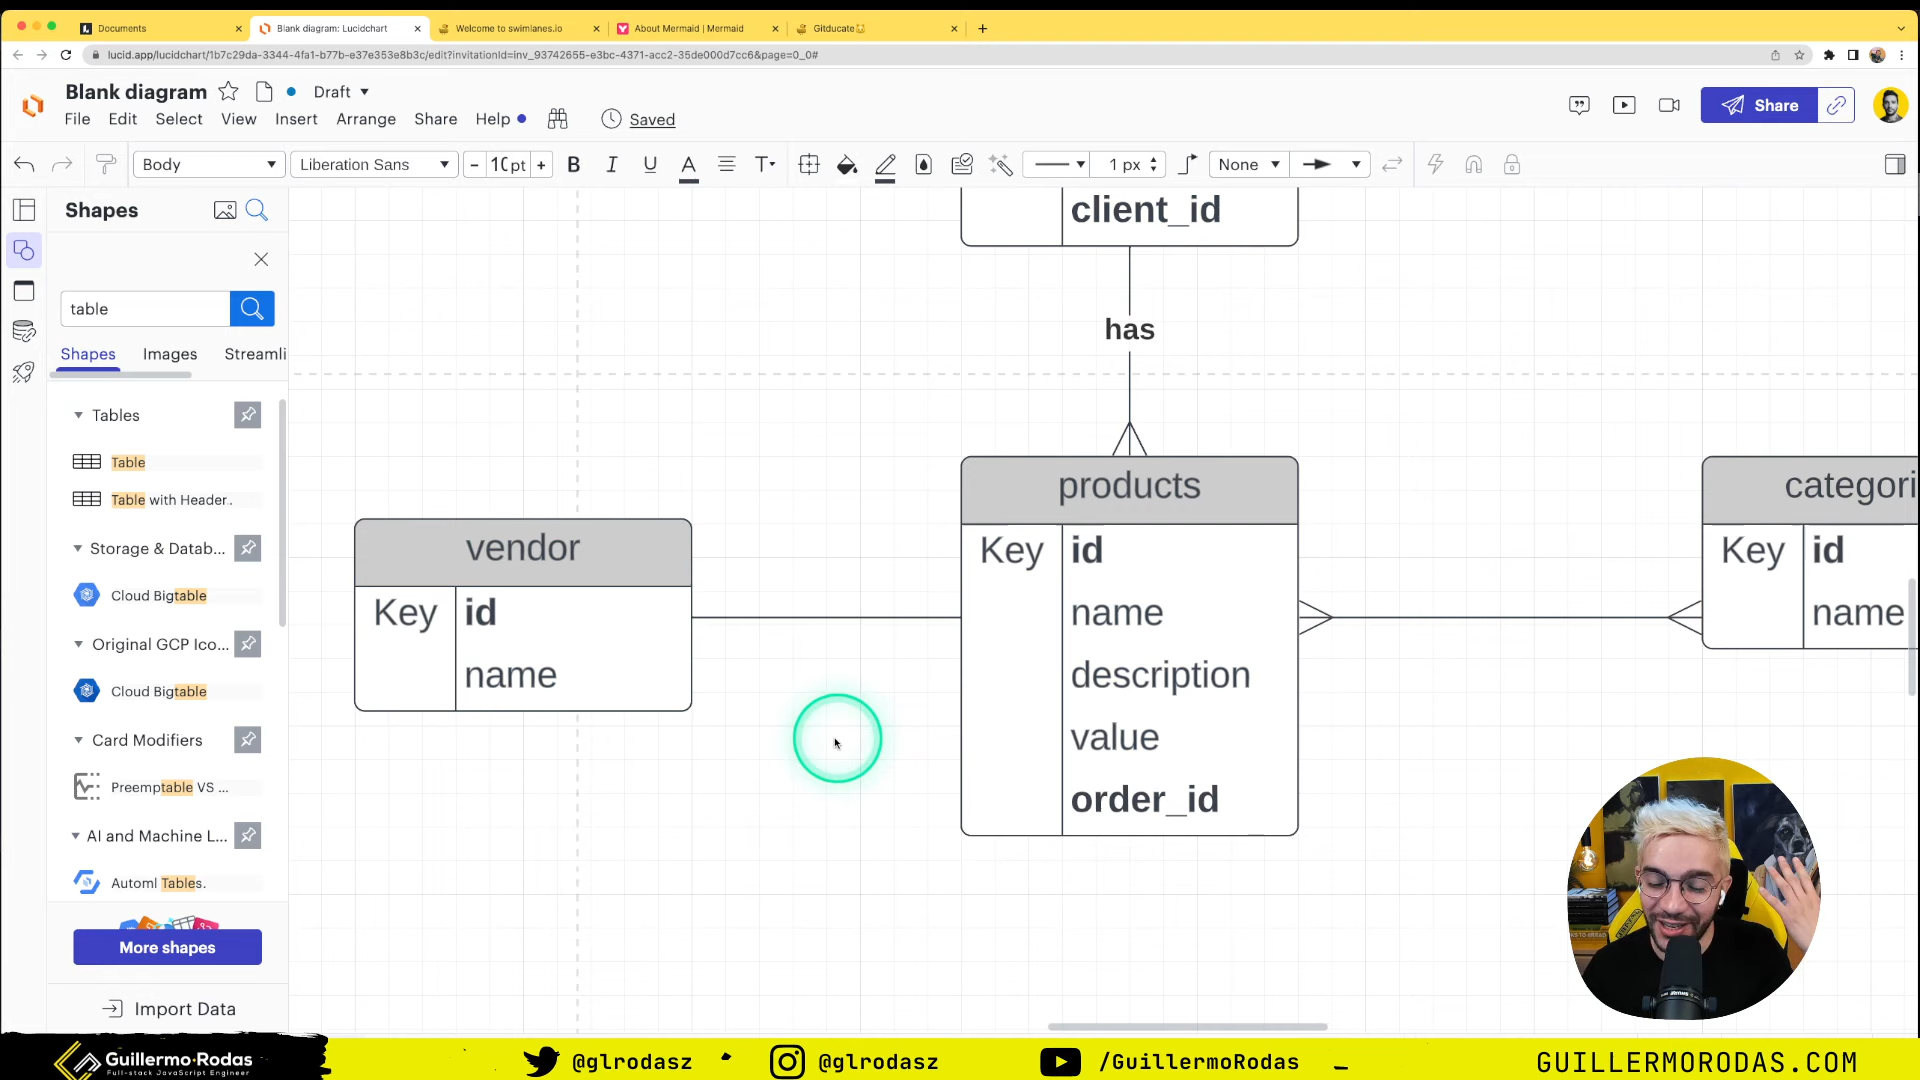 Documents
Blank diagram: Lucidchart
Welcome to swimlanes.io
About Mermaid | Mermaid
Gitducate
lucid.app/lucidchart/1b7c29da-3344-4fa1-b77b-e37e353e8b3c/edit?invitationId=inv_93742655-e3bc-4371-acc2-35de000d7cc6&page=0_0#
Blank diagram
Draft
Share
File Edit Select View Insert Arrange Share Help
Saved
Body
Liberation Sans
10 pt
B I U A T
1 px
None
Shapes
table
Shapes Images Streamli
Tables
Table
Table with Header..
Storage & Datab...
Cloud Bigtable
Original GCP Ico...
Cloud Bigtable
Card Modifiers
Preemptable VS ...
AI and Machine L...
Automl Tables.
More shapes
Import Data
client_id
has
vendor
Key id
name
products
Key id
name
description
value
order_id
categori
Key id
name
Guillermo Rodas
Full-stack JavaScript Engineer
@glrodasz
@glrodasz
/GuillermoRodas
GUILLERMORODAS.COM